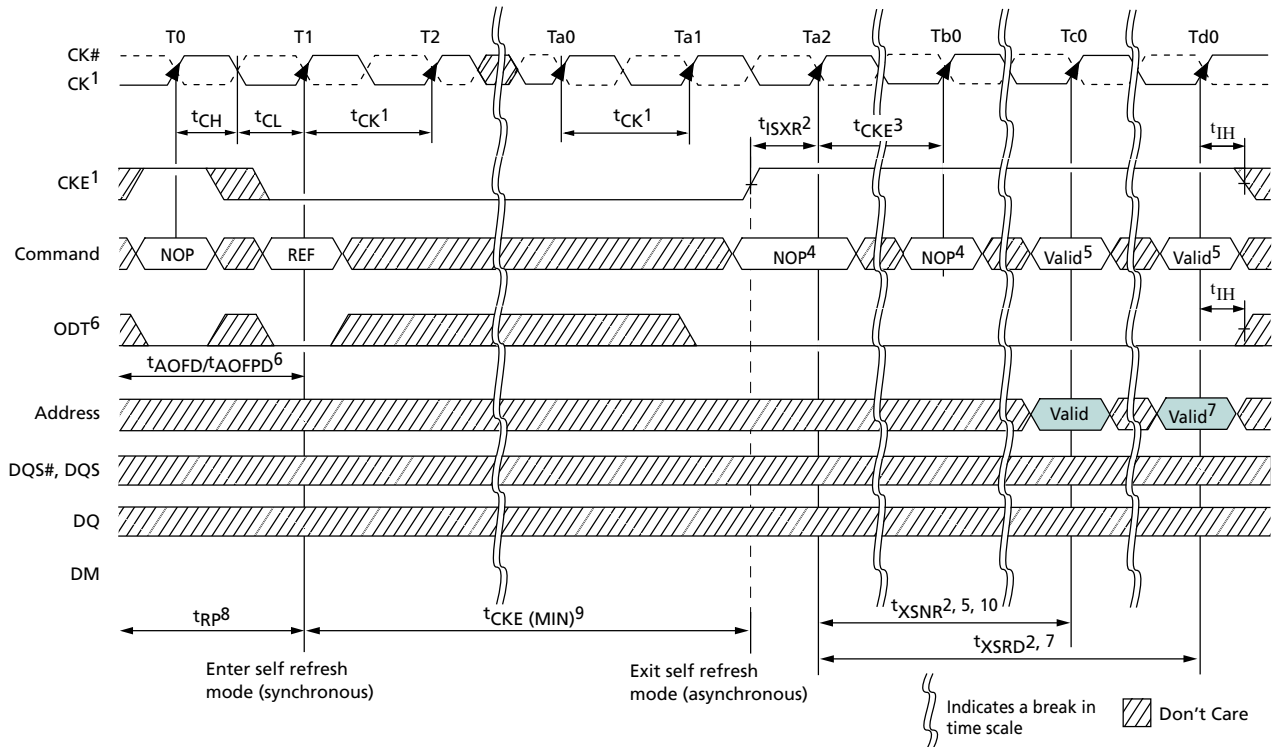 T0 T1 T2 Ta0 Ta1 Ta2 Tb0 Tc0 Td0
CK#
CK1
tCH tCL tCK1 tCK1 tISXR2 tCKE3 tIH
CKE1
Command NOP REF NOP4 NOP4 Valid5 Valid5
tIH
ODT6
tAOFD/tAOFPD6
Address Valid Valid7
DQS#, DQS
DQ
DM
tRP8 tCKE (MIN)9 tXSNR2, 5, 10
tXSRD2, 7
Enter self refresh
mode (synchronous)
Exit self refresh
mode (asynchronous)
Indicates a break in
time scale
Don't Care